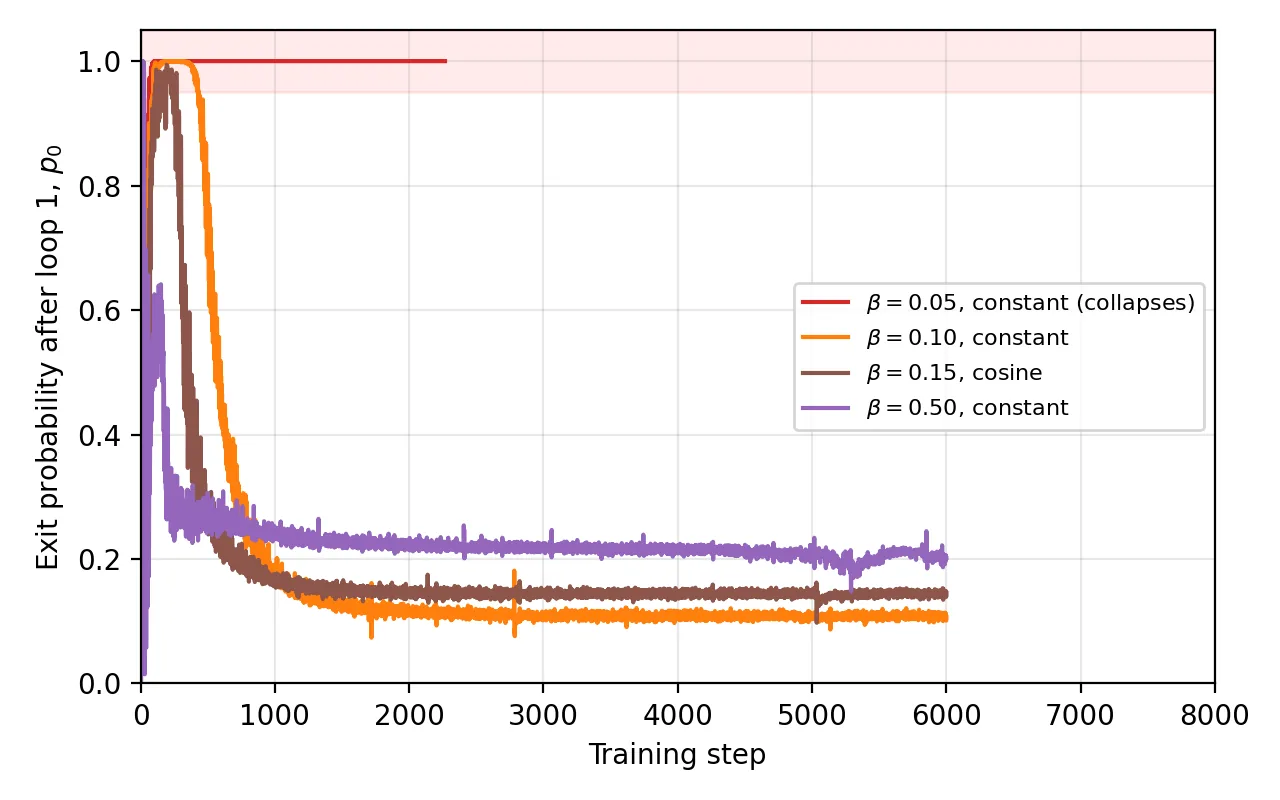 1.0
0.8
0.6
0.4
0.2
0.0
Exit probability after loop 1, p₀
β = 0.05, constant (collapses)
β = 0.10, constant
β = 0.15, cosine
β = 0.50, constant
0 1000 2000 3000 4000 5000 6000 7000 8000
Training step